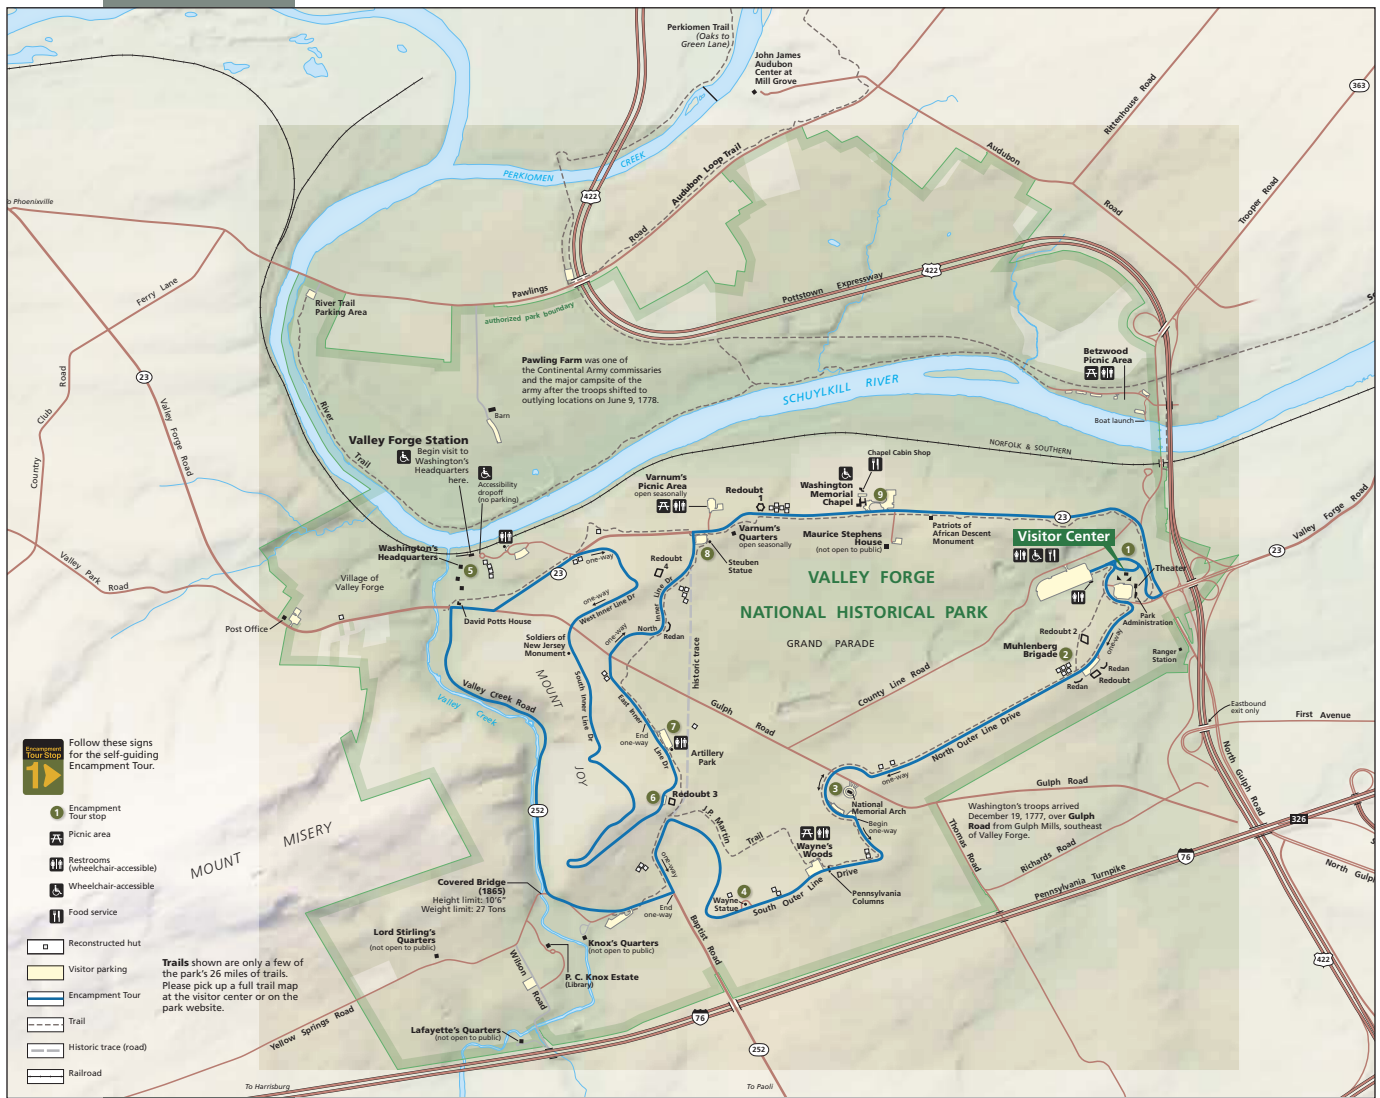 Perkiomen Trail
(Oaks to
Green Lane)
John James
Audubon
Center at
Mill Grove
363
Rittenhouse Road
Audubon
Road
Trooper Road
PERKIOMEN
CREEK
Audubon Loop Trail
422
Road
o Phoenixville
Ferry Lane
River Trail
Parking Area
Pawlings
authorized park boundary
Pottstown Expressway
422
Betzwood
Picnic Area
Boat launch
Pawling Farm was one of
the Continental Army commissaries
and the major campsite of the
army after the troops shifted to
outlying locations on June 9, 1778.
SCHUYLKILL RIVER
23
Valley Forge Road
Country Club Road
River
Trail
Barn
Valley Forge Station
Begin visit to
Washington's
Headquarters
here.
Accessibility
dropoff
(no parking)
NORFOLK & SOUTHERN
Chapel Cabin Shop
Varnum's
Picnic Area
open seasonally
Redoubt
1
Washington
Memorial
Chapel
9
Varnum's
Quarters
open seasonally
Maurice Stephens
House
(not open to public)
Patriots of
African Descent
Monument
23
Visitor Center
1
Theater
Park
Administration
Valley Forge Road
23
Washington's
Headquarters
5
Village of
Valley Forge
Valley Park
Road
Post Office
David Potts House
23
one-way
Redoubt
4
8
Steuben
Statue
one-way
West Inner Line Dr
Inner Line Dr
North
one-way
Redan
Soldiers of
New Jersey
Monument
VALLEY FORGE
NATIONAL HISTORICAL PARK
GRAND PARADE
Redoubt 2
Muhlenberg
Brigade
2
one-way
Ranger
Station
Redan
Redoubt
Redan
historic trace
MOUNT
JOY
South Inner Line Dr
East Inner
Line Dr
End
one-way
7
Artillery
Park
Gulph
Road
County Line Road
Valley Creek Road
Valley Creek
North Outer Line Drive
one-way
Eastbound
exit only
First Avenue
North Gulph Road
Follow these signs
for the self-guiding
Encampment Tour.
Encampment
Tour Stop
1
1
Encampment
Tour stop
Picnic area
Restrooms
(wheelchair-accessible)
Wheelchair-accessible
Food service
Reconstructed hut
Visitor parking
Encampment Tour
Trail
Historic trace (road)
Railroad
MOUNT MISERY
252
6
Redoubt 3
3
National
Memorial Arch
Begin
one-way
Gulph Road
Washington's troops arrived
December 19, 1777, over Gulph
Road from Gulph Mills, southeast
of Valley Forge.
Thomas Road
Richards Road
326
76
North Gulp
Pennsylvania Turnpike
J.P. Martin
Trail
Wayne's
Woods
one-way
4
Wayne
Statue
South Outer Line Drive
Pennsylvania
Columns
End
one-way
Covered Bridge
(1865)
Height limit: 10'6"
Weight limit: 27 Tons
Lord Stirling's
Quarters
(not open to public)
Knox's Quarters
(not open to public)
P. C. Knox Estate
(Library)
Wilson
Road
Baptist Road
422
Trails shown are only a few of
the park's 26 miles of trails.
Please pick up a full trail map
at the visitor center or on the
park website.
Yellow Springs Road
Lafayette's Quarters
(not open to public)
76
252
To Harrisburg
To Paoli